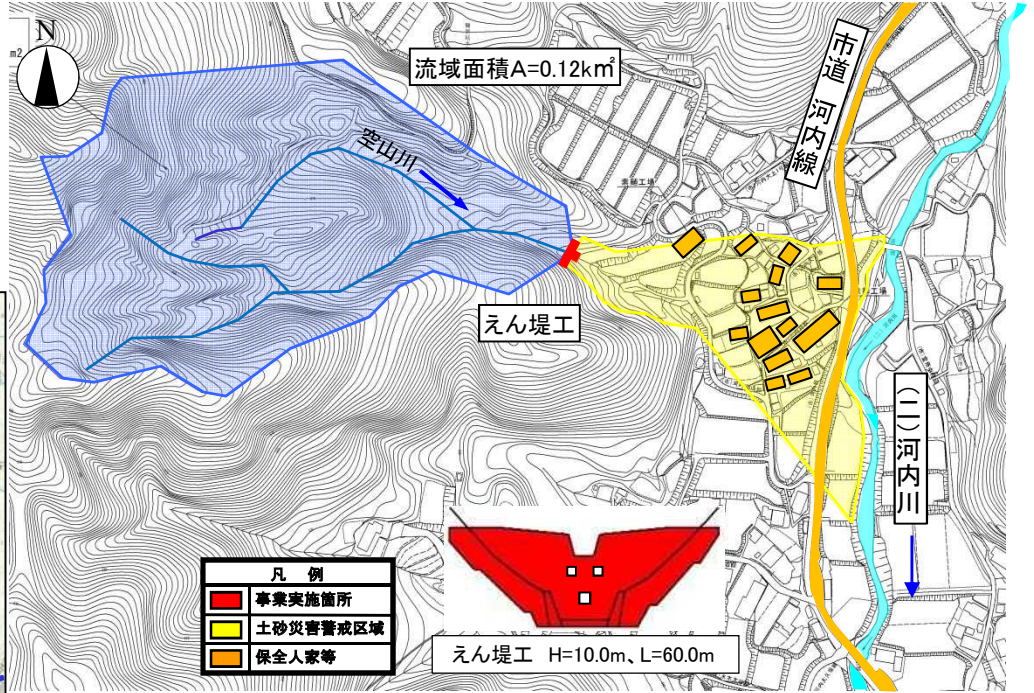 N
m2
流域面積A=0.12km²
市道 河内線
空山川
えん堤工
(二)河内川
凡 例
事業実施箇所
土砂災害警戒区域
保全人家等
えん堤工 H=10.0m、L=60.0m